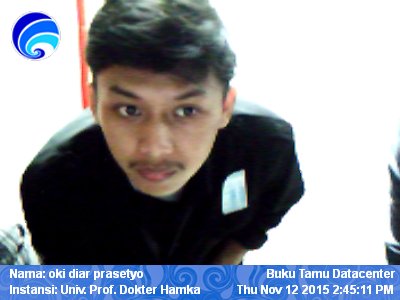 Nama: oki diar prasetyo
Buku Tamu Datacenter
Instansi: Univ. Prof. Dokter Hamka
Thu Nov 12 2015 2:45:11 PM